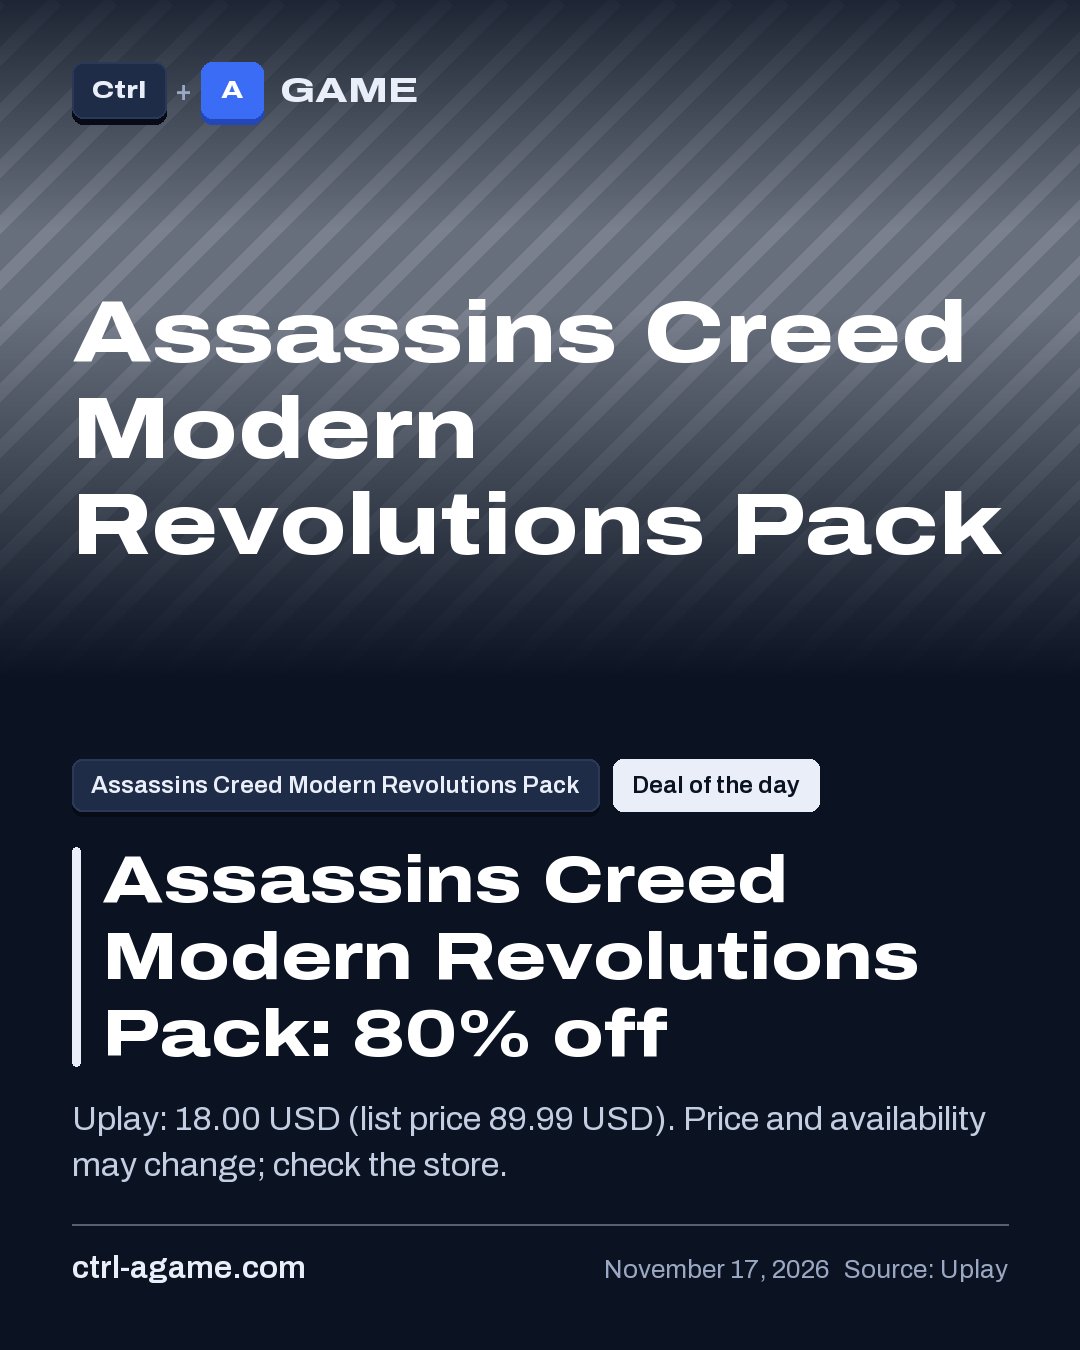 Ctrl + A GAME
Assassins Creed
Modern
Revolutions Pack
Assassins Creed Modern Revolutions Pack Deal of the day
Assassins Creed
Modern Revolutions
Pack: 80% off
Uplay: 18.00 USD (list price 89.99 USD). Price and availability
may change; check the store.
ctrl-agame.com November 17, 2026 Source: Uplay